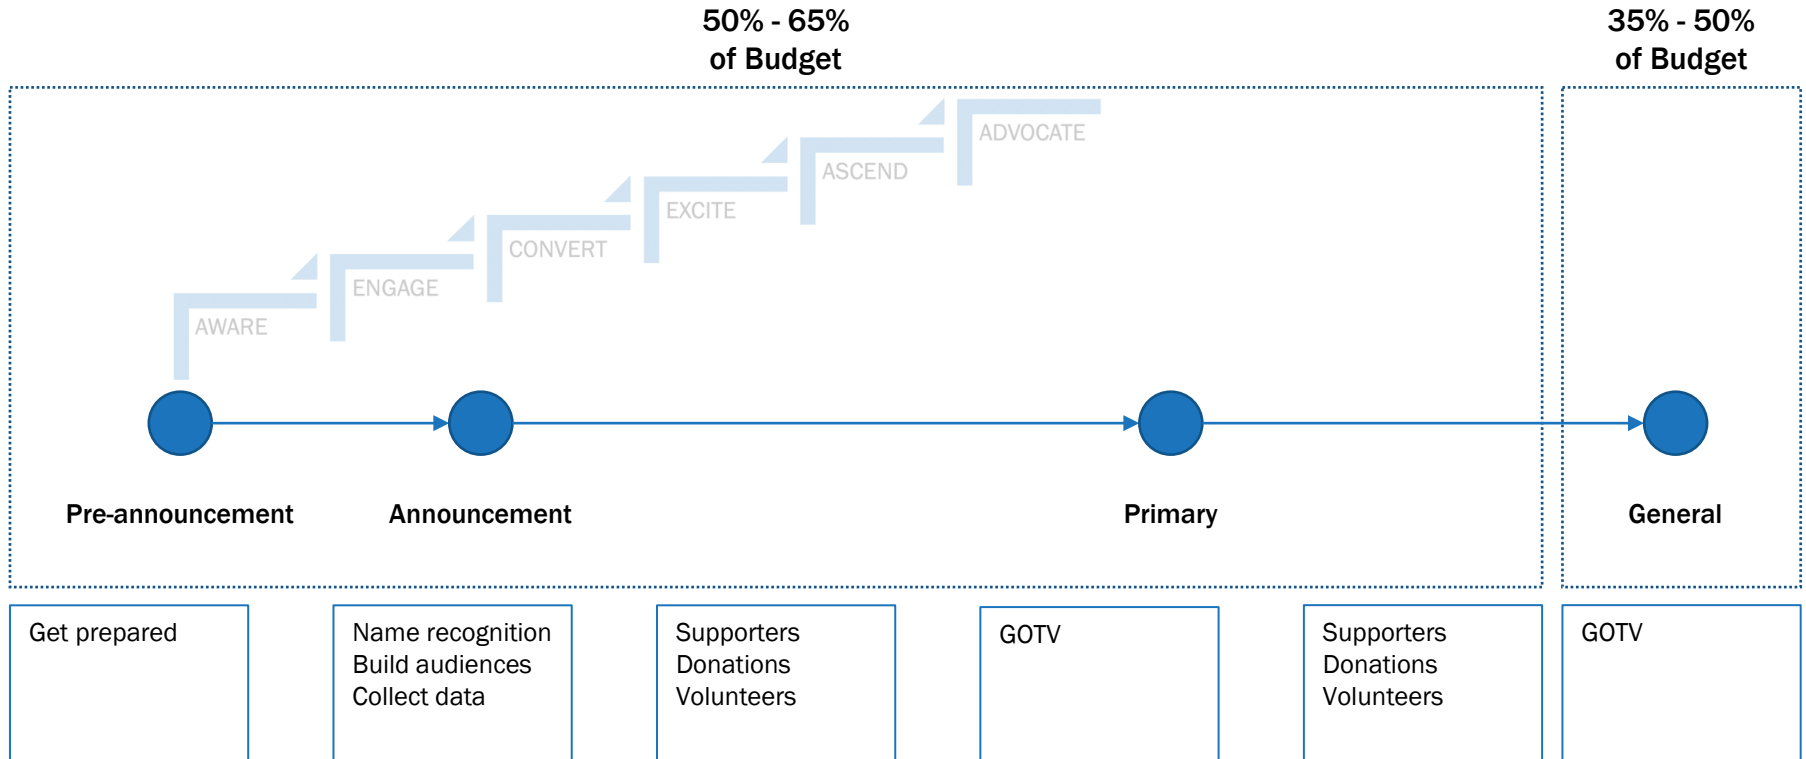 50% - 65%
of Budget
35% - 50%
of Budget
ADVOCATE
ASCEND
EXCITE
CONVERT
ENGAGE
AWARE
Pre-announcement
Announcement
Primary
General
Get prepared
Name recognition
Build audiences
Collect data
Supporters
Donations
Volunteers
GOTV
Supporters
Donations
Volunteers
GOTV